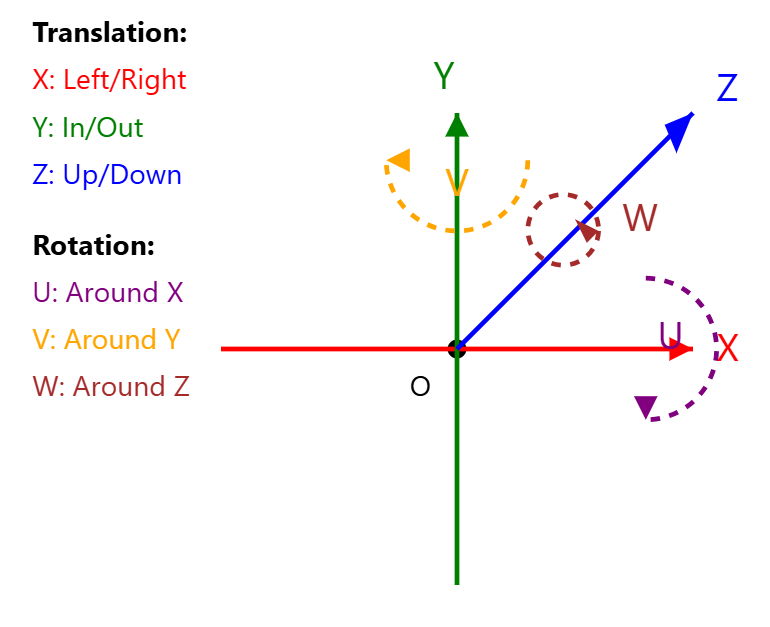 Translation:
X: Left/Right
Y: In/Out
Z: Up/Down
Rotation:
U: Around X
V: Around Y
W: Around Z
Y
Z
V
W
U
X
O